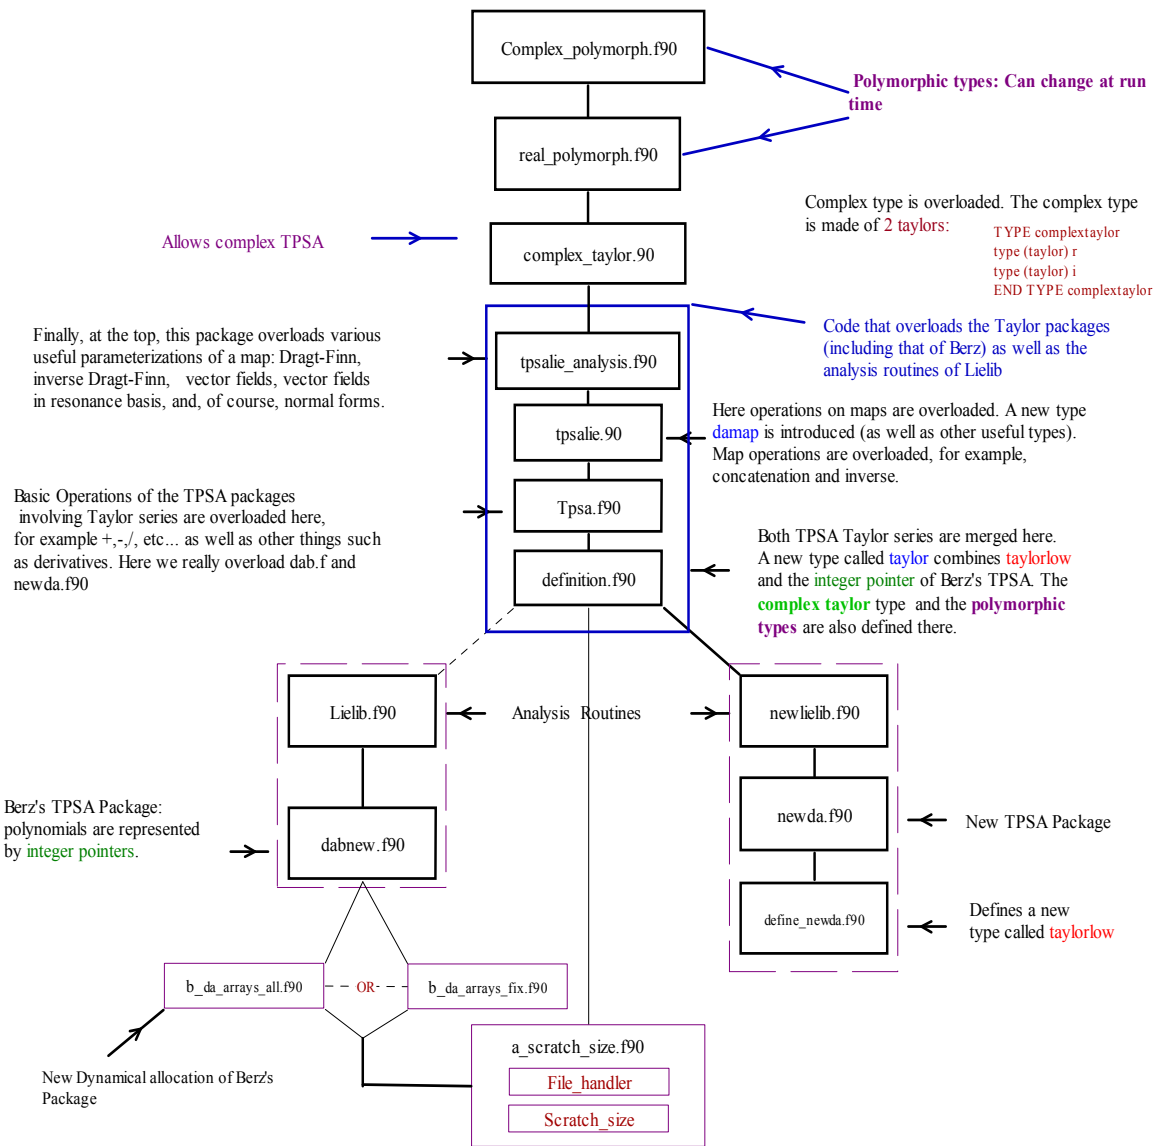 Complex_polymorph.f90
Polymorphic types: Can change at run
time
real_polymorph.f90
Complex type is overloaded. The complex type
is made of 2 taylors:
TYPE complextaylor
type (taylor) r
type (taylor) i
END TYPE complextaylor
Allows complex TPSA
complex_taylor.90
Finally, at the top, this package overloads various
useful parameterizations of a map: Dragt-Finn,
inverse Dragt-Finn, vector fields, vector fields
in resonance basis, and, of course, normal forms.
Code that overloads the Taylor packages
(including that of Berz) as well as the
analysis routines of Lielib
tpsalie_analysis.f90
tpsalie.90
Here operations on maps are overloaded. A new type
damap is introduced (as well as other useful types).
Map operations are overloaded, for example,
concatenation and inverse.
Basic Operations of the TPSA packages
involving Taylor series are overloaded here,
for example +,-,/, etc... as well as other things such
as derivatives. Here we really overload dab.f and
newda.f90
Tpsa.f90
definition.f90
Both TPSA Taylor series are merged here.
A new type called taylor combines taylorlow
and the integer pointer of Berz's TPSA. The
complex taylor type and the polymorphic
types are also defined there.
Lielib.f90
Analysis Routines
newlielib.f90
Berz's TPSA Package:
polynomials are represented
by integer pointers.
dabnew.f90
newda.f90
New TPSA Package
define_newda.f90
Defines a new
type called taylorlow
b_da_arrays_all.f90
OR
b_da_arrays_fix.f90
New Dynamical allocation of Berz's
Package
a_scratch_size.f90
File_handler
Scratch_size